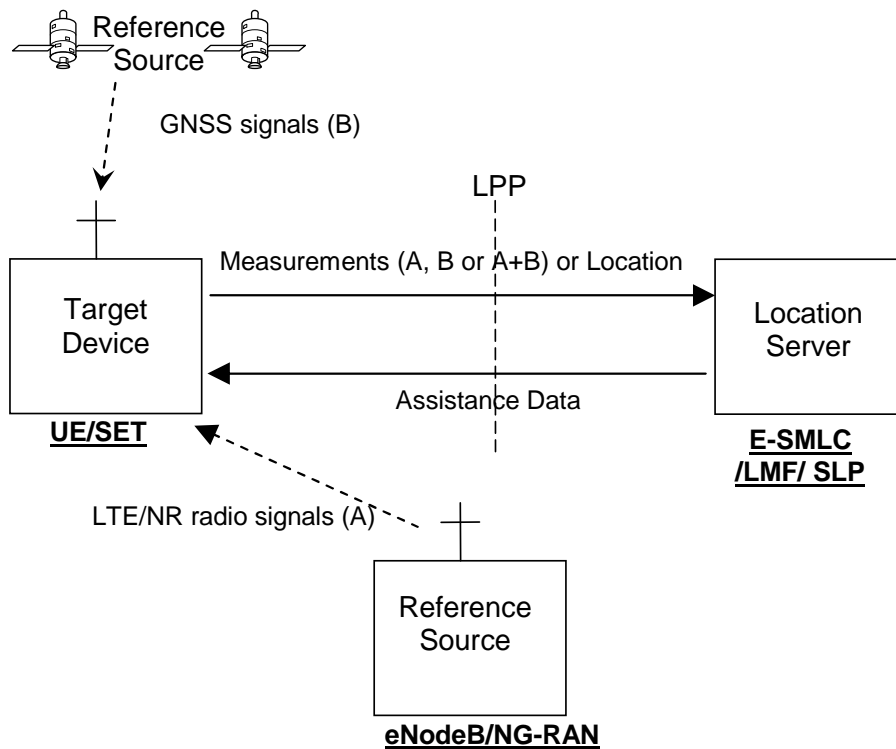 Reference
Source
GNSS signals (B)
LPP
Measurements (A, B or A+B) or Location
Target
Device
Location
Server
Assistance Data
UE/SET
E-SMLC
/LMF/ SLP
LTE/NR radio signals (A)
Reference
Source
eNodeB/NG-RAN